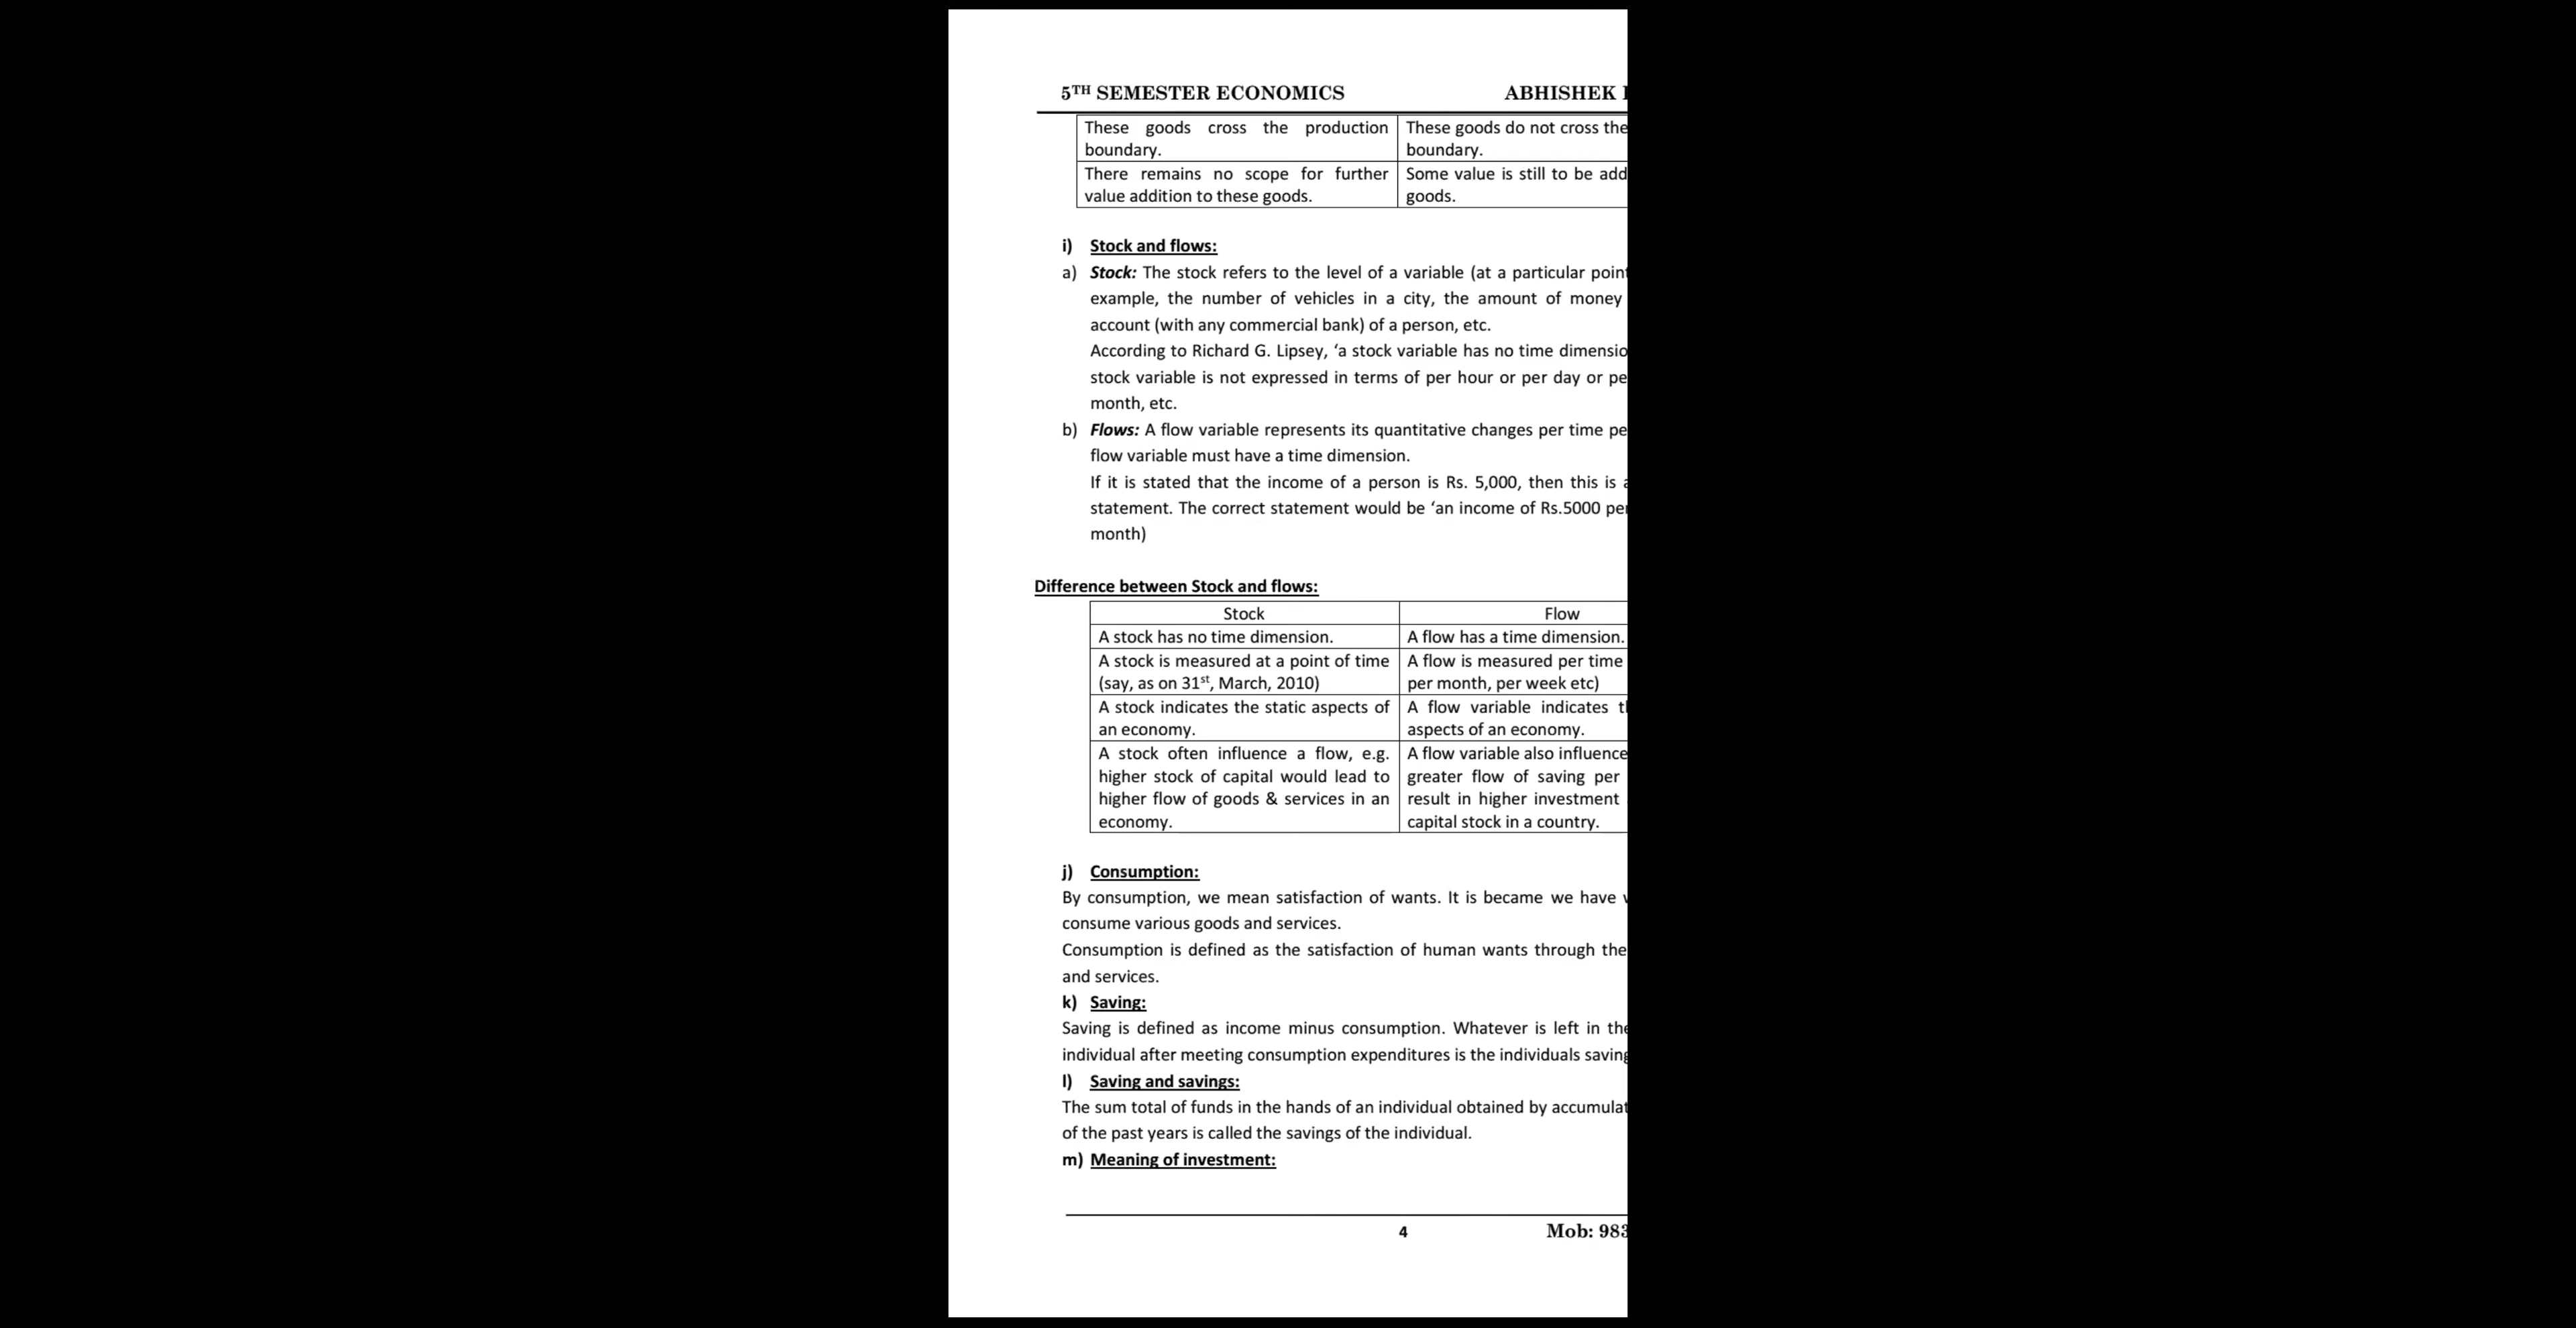 5TH SEMESTER ECONOMICS ABHISHEK
These goods cross the production These goods do not cross the
boundary. boundary.
There remains no scope for further Some value is still to be add
value addition to these goods. goods.
i) Stock and flows:
a) Stock: The stock refers to the level of a variable (at a particular point
example, the number of vehicles in a city, the amount of money
account (with any commercial bank) of a person, etc.
According to Richard G. Lipsey, ‘a stock variable has no time dimensio
stock variable is not expressed in terms of per hour or per day or pe
month, etc.
b) Flows: A flow variable represents its quantitative changes per time pe
flow variable must have a time dimension.
If it is stated that the income of a person is Rs. 5,000, then this is
statement. The correct statement would be ‘an income of Rs.5000 per
month)
Difference between Stock and flows:
Stock Flow
A stock has no time dimension. A flow has a time dimension.
A stock is measured at a point of time A flow is measured per time
(say, as on 31st, March, 2010) per month, per week etc)
A stock indicates the static aspects of A flow variable indicates
an economy. aspects of an economy.
A stock often influence a flow, e.g. A flow variable also influence
higher stock of capital would lead to greater flow of saving per
higher flow of goods & services in an result in higher investment
economy. capital stock in a country.
j) Consumption:
By consumption, we mean satisfaction of wants. It is became we have
consume various goods and services.
Consumption is defined as the satisfaction of human wants through the
and services.
k) Saving:
Saving is defined as income minus consumption. Whatever is left in the
individual after meeting consumption expenditures is the individuals saving
l) Saving and savings:
The sum total of funds in the hands of an individual obtained by accumulat
of the past years is called the savings of the individual.
m) Meaning of investment:
4 Mob: 983